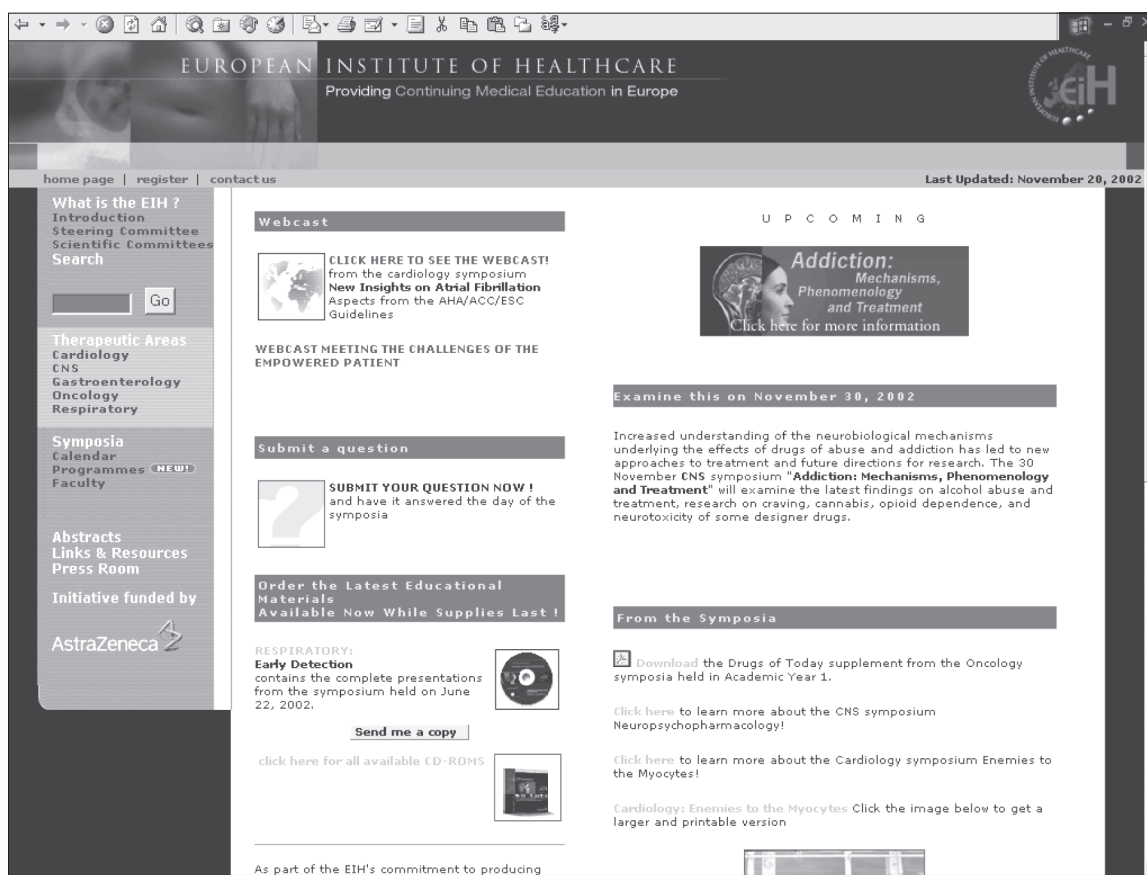 EUROPEAN INSTITUTE OF HEALTHCARE
Providing Continuing Medical Education in Europe
EUROPEAN INSTITUTE OF HEALTHCARE
EiH
home page | register | contact us
Last Updated: November 20, 2002
What is the EIH ?
Introduction
Steering Committee
Scientific Committees
Search
Go
Therapeutic Areas
Cardiology
CNS
Gastroenterology
Oncology
Respiratory
Symposia
Calendar
Programmes NEW!
Faculty
Abstracts
Links & Resources
Press Room
Initiative funded by
AstraZeneca
Webcast
CLICK HERE TO SEE THE WEBCAST!
from the cardiology symposium
New Insights on Atrial Fibrillation
Aspects from the AHA/ACC/ESC
Guidelines
WEBCAST MEETING THE CHALLENGES OF THE
EMPOWERED PATIENT
Submit a question
?
SUBMIT YOUR QUESTION NOW !
and have it answered the day of the
symposia
Order the Latest Educational
Materials
Available Now While Supplies Last !
RESPIRATORY:
Early Detection
contains the complete presentations
from the symposium held on June
22, 2002.
Send me a copy
click here for all available CD-ROMS
As part of the EIH's commitment to producing
UPCOMING
Addiction:
Mechanisms,
Phenomenology
and Treatment
Click here for more information
Examine this on November 30, 2002
Increased understanding of the neurobiological mechanisms
underlying the effects of drugs of abuse and addiction has led to new
approaches to treatment and future directions for research. The 30
November CNS symposium "Addiction: Mechanisms, Phenomenology
and Treatment" will examine the latest findings on alcohol abuse and
treatment, research on craving, cannabis, opioid dependence, and
neurotoxicity of some designer drugs.
From the Symposia
Download the Drugs of Today supplement from the Oncology
symposia held in Academic Year 1.
Click here to learn more about the CNS symposium
Neuropsychopharmacology!
Click here to learn more about the Cardiology symposium Enemies to
the Myocytes!
Cardiology: Enemies to the Myocytes Click the image below to get a
larger and printable version